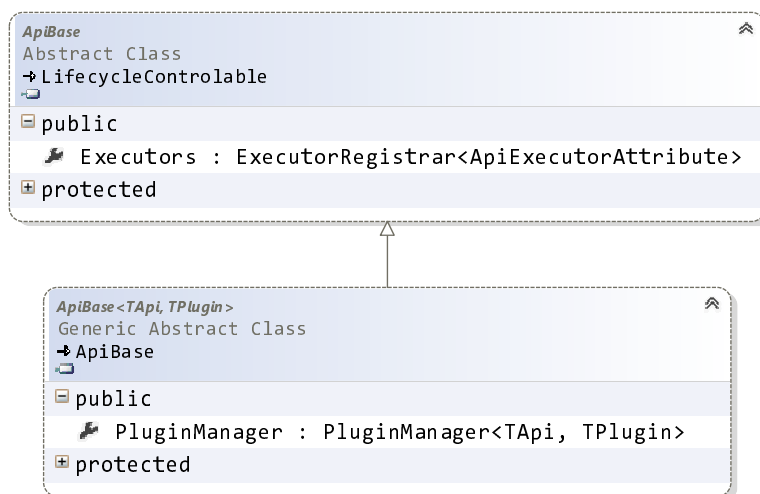 ApiBase
Abstract Class
LifecycleControlable
public
Executors : ExecutorRegistrar<ApiExecutorAttribute>
protected
ApiBase<TApi, TPlugin>
Generic Abstract Class
ApiBase
public
PluginManager : PluginManager<TApi, TPlugin>
protected